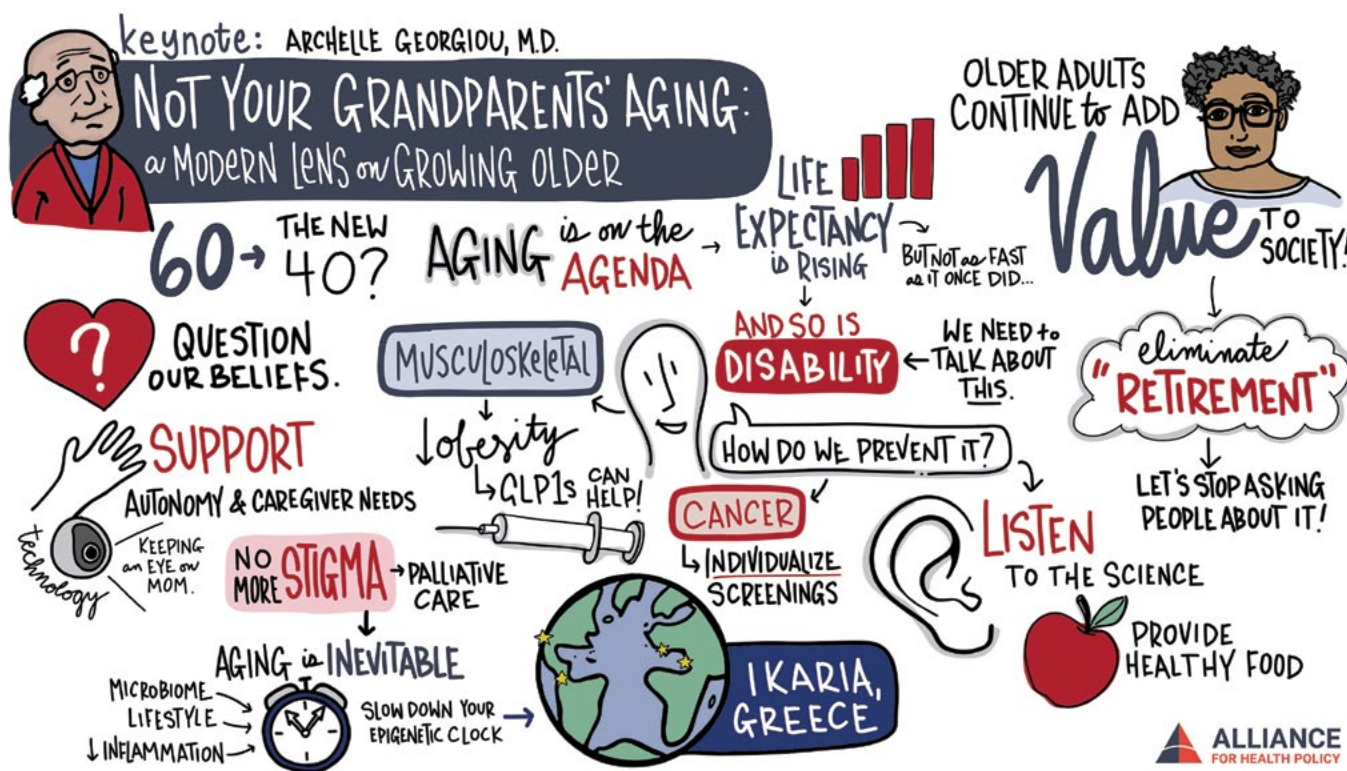 keynote: ARCHELLE GEORGIOU, M.D.
NOT YOUR GRANDPARENTS' AGING:
a MODERN LENS on GROWING OLDER
60 → THE NEW
40?
AGING is on the
AGENDA
LIFE
EXPECTANCY
is RISING
BUT NOT as FAST
as IT ONCE DID...
OLDER ADULTS
CONTINUE to ADD
Value TO
SOCIETY!
eliminate
"RETIREMENT"
LET'S STOP ASKING
PEOPLE ABOUT IT!
?
QUESTION
OUR BELIEFS.
AND SO IS
DISABILITY
WE NEED to
TALK ABOUT
THIS.
HOW DO WE PREVENT IT?
MUSCULOSKELETAL
↓obesity
GLP1s CAN
HELP!
CANCER
INDIVIDUALIZE
SCREENINGS
LISTEN
TO THE SCIENCE
PROVIDE
HEALTHY FOOD
SUPPORT
AUTONOMY & CAREGIVER NEEDS
+technology
KEEPING
an EYE on
MOM.
NO
MORE STIGMA → PALLIATIVE
CARE
AGING is INEVITABLE
MICROBIOME
LIFESTYLE
↓ INFLAMMATION
SLOW DOWN YOUR
EPIGENETIC CLOCK
IKARIA,
GREECE
ALLIANCE
FOR HEALTH POLICY